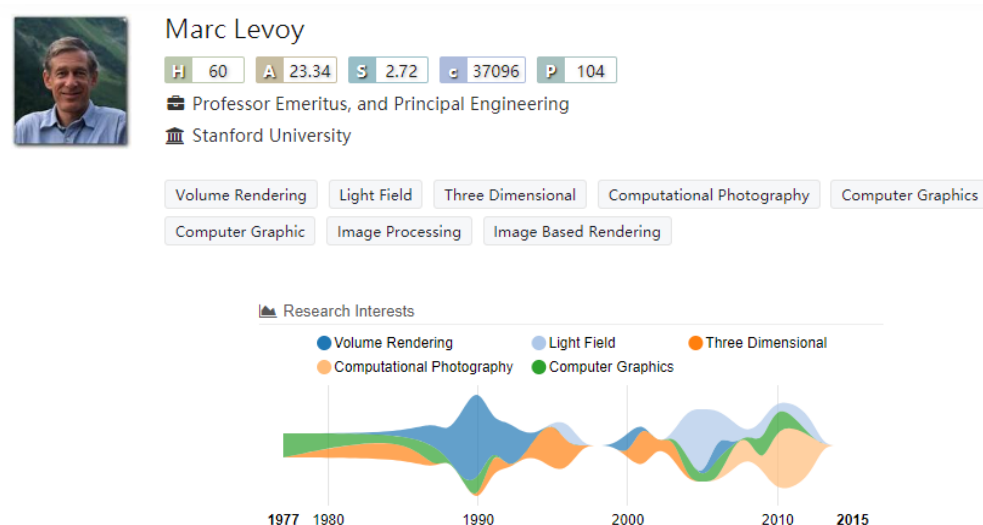 Marc Levoy
H 60 A 23.34 S 2.72 c 37096 P 104
Professor Emeritus, and Principal Engineering
Stanford University
Volume Rendering Light Field Three Dimensional Computational Photography Computer Graphics
Computer Graphic Image Processing Image Based Rendering
Research Interests
Volume Rendering Light Field Three Dimensional
Computational Photography Computer Graphics
1977 1980 1990 2000 2010 2015